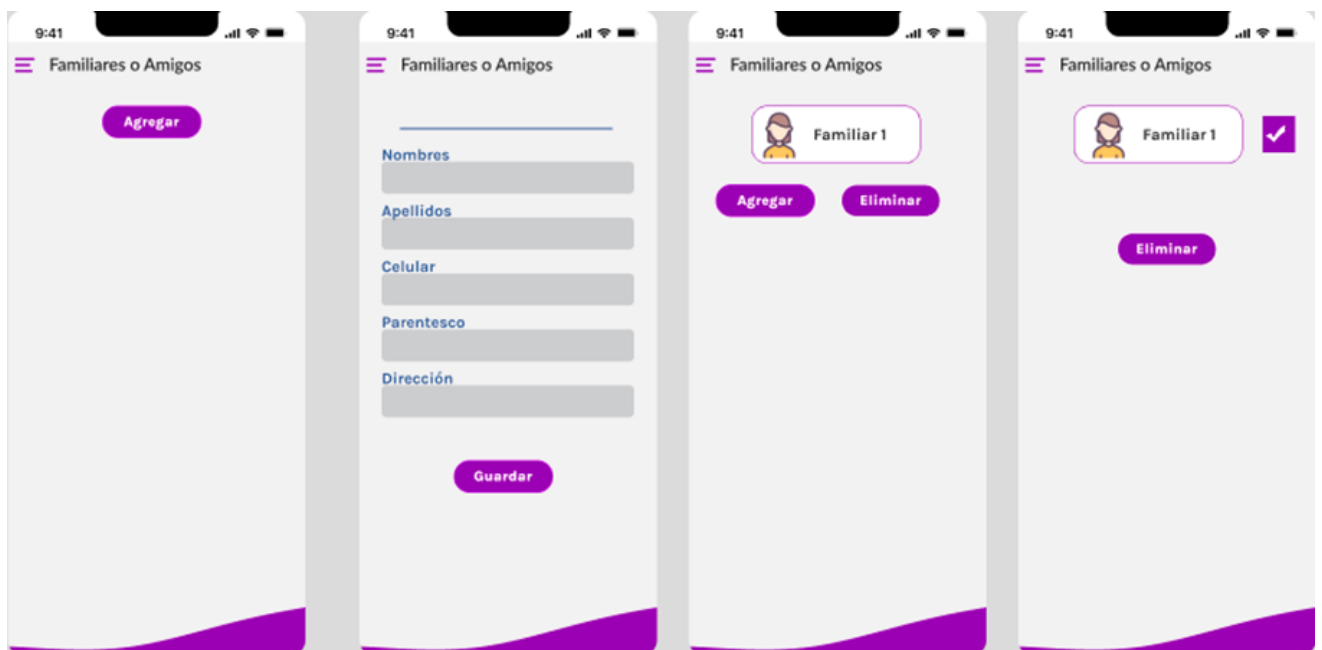 9:41
Familiares o Amigos
Agregar
9:41
Familiares o Amigos
Nombres
Apellidos
Celular
Parentesco
Dirección
Guardar
9:41
Familiares o Amigos
Familiar 1
Agregar
Eliminar
9:41
Familiares o Amigos
Familiar 1
Eliminar